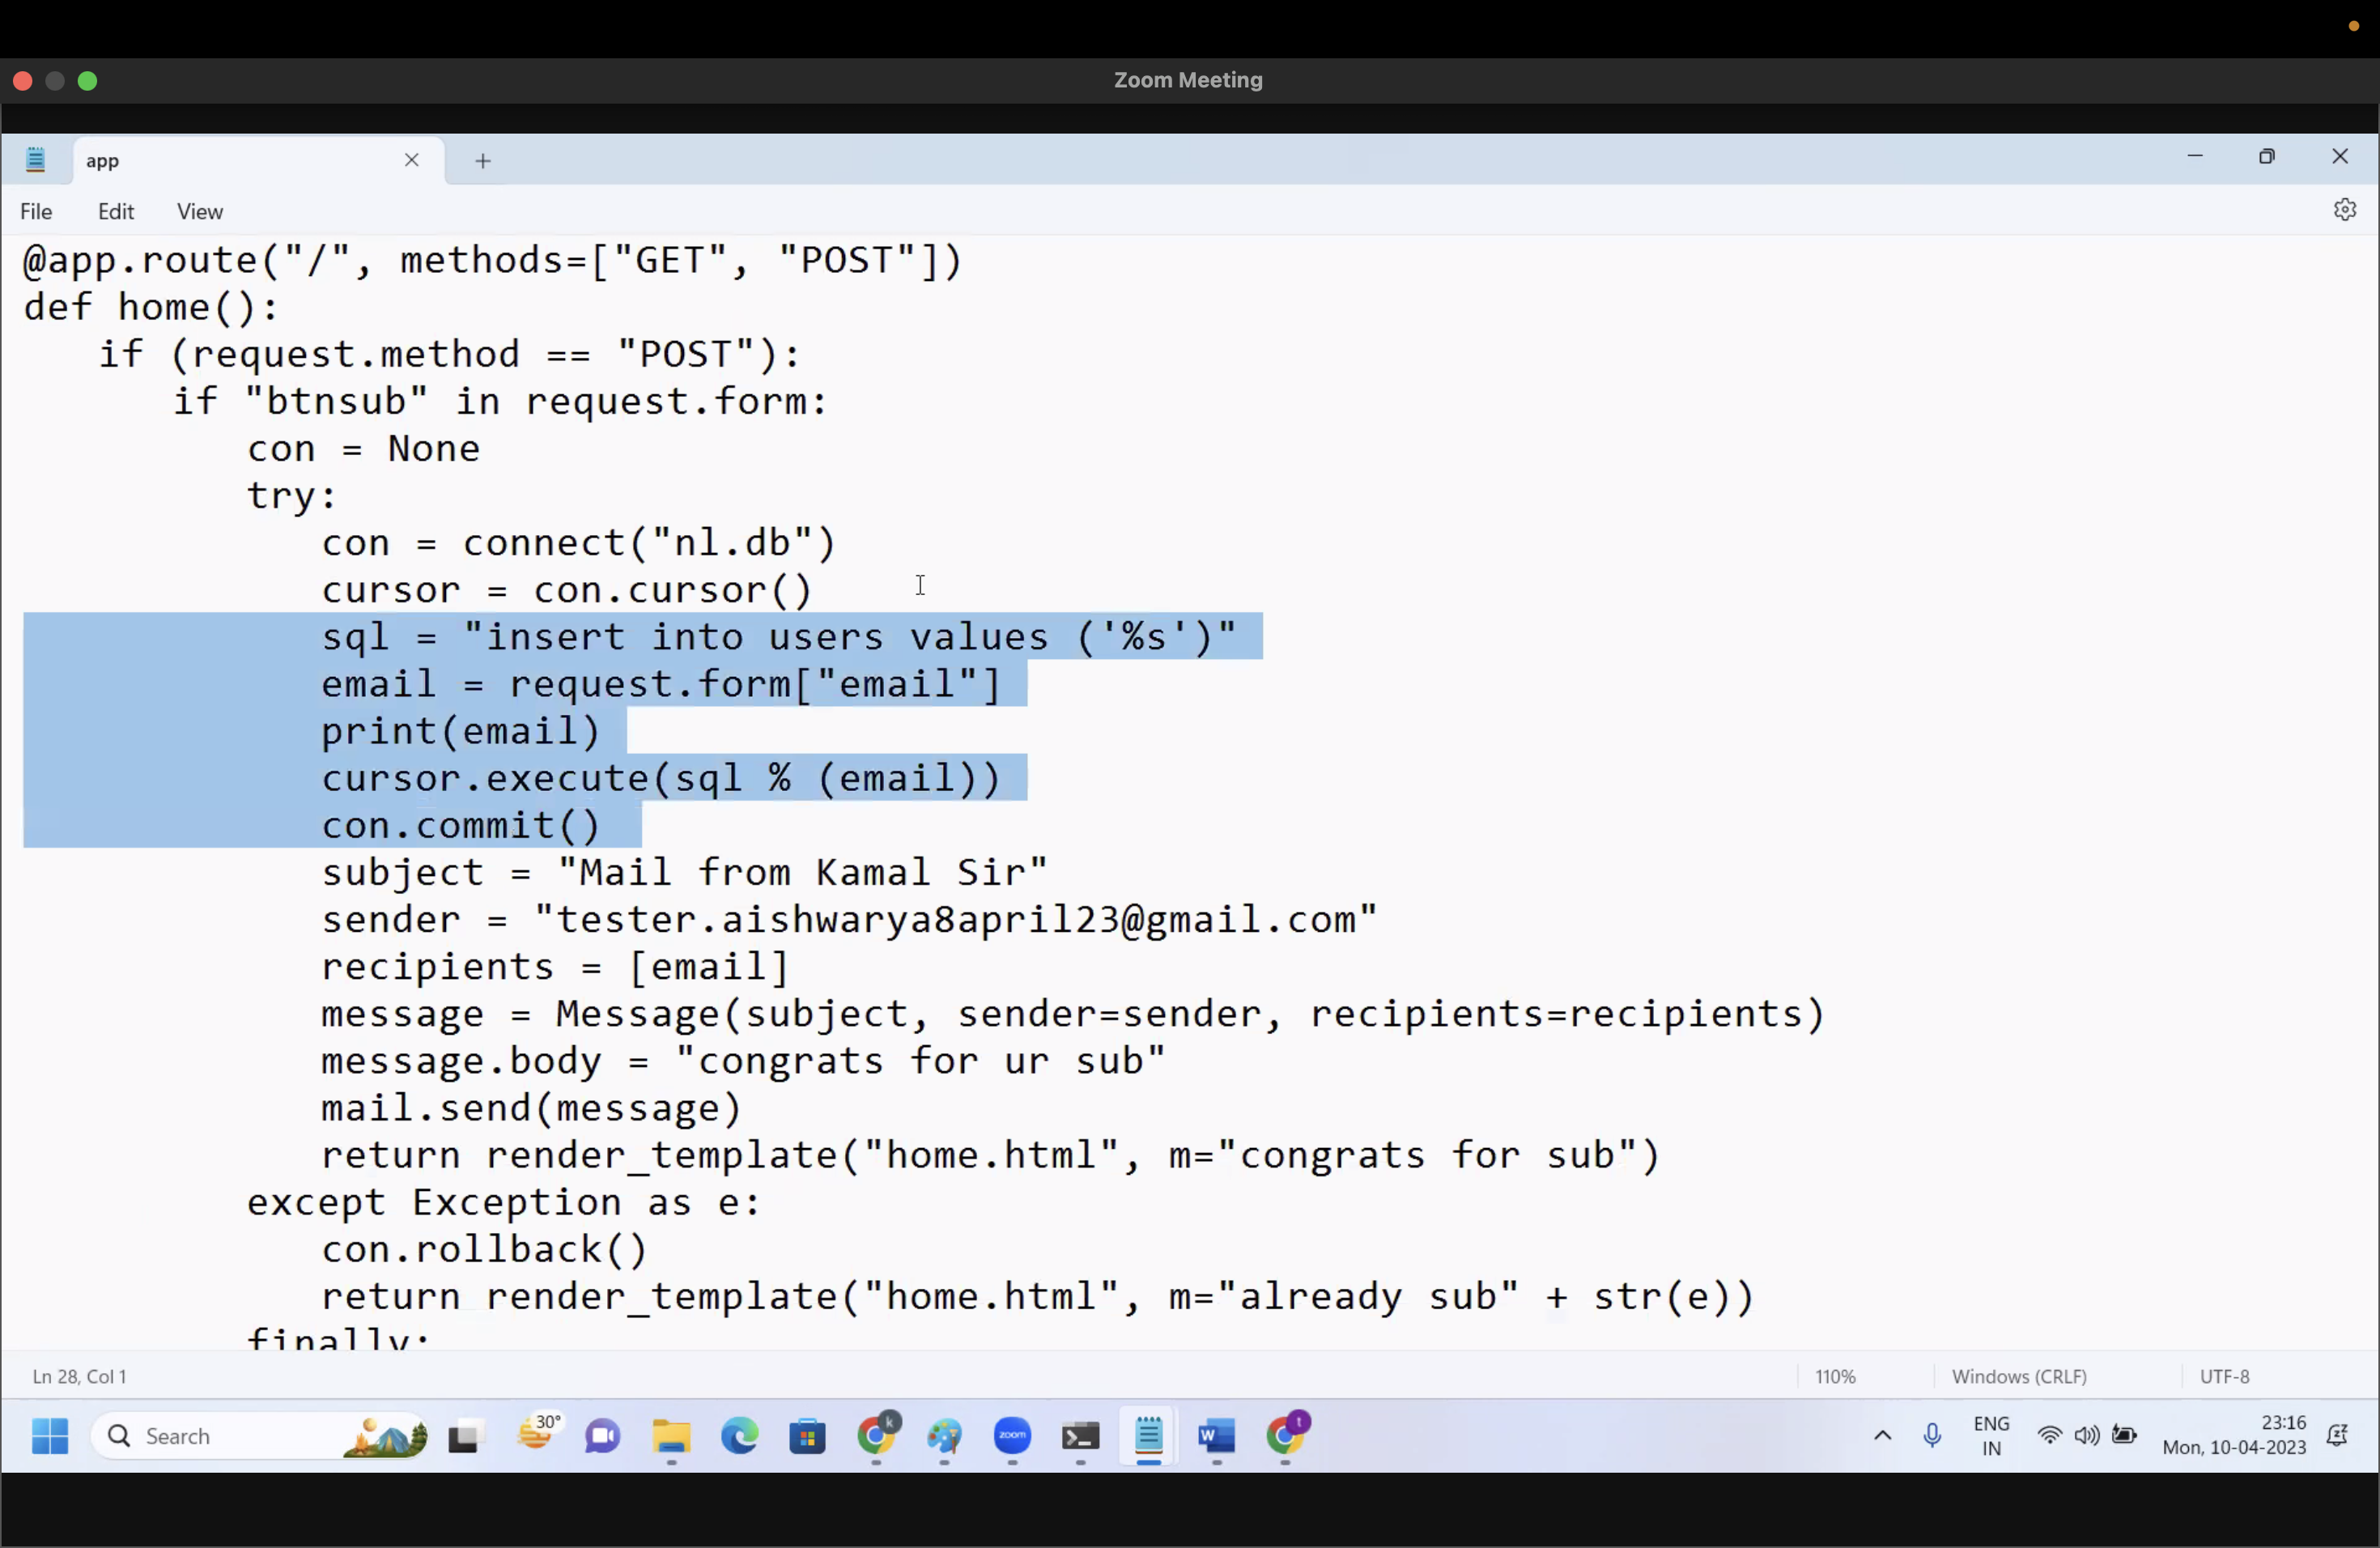 Zoom Meeting
app
File Edit View
@app.route("/", methods=["GET", "POST"])
def home():
    if (request.method == "POST"):
        if "btnsub" in request.form:
            con = None
            try:
                con = connect("nl.db")
                cursor = con.cursor()
                sql = "insert into users values ('%s')"
                email = request.form["email"]
                print(email)
                cursor.execute(sql % (email))
                con.commit()
                subject = "Mail from Kamal Sir"
                sender = "tester.aishwarya8april23@gmail.com"
                recipients = [email]
                message = Message(subject, sender=sender, recipients=recipients)
                message.body = "congrats for ur sub"
                mail.send(message)
                return render_template("home.html", m="congrats for sub")
            except Exception as e:
                con.rollback()
                return render_template("home.html", m="already sub" + str(e))
            finally:
Ln 28, Col 1 110% Windows (CRLF) UTF-8
Search 30° k zoom W t ENG 23:16
IN Mon, 10-04-2023